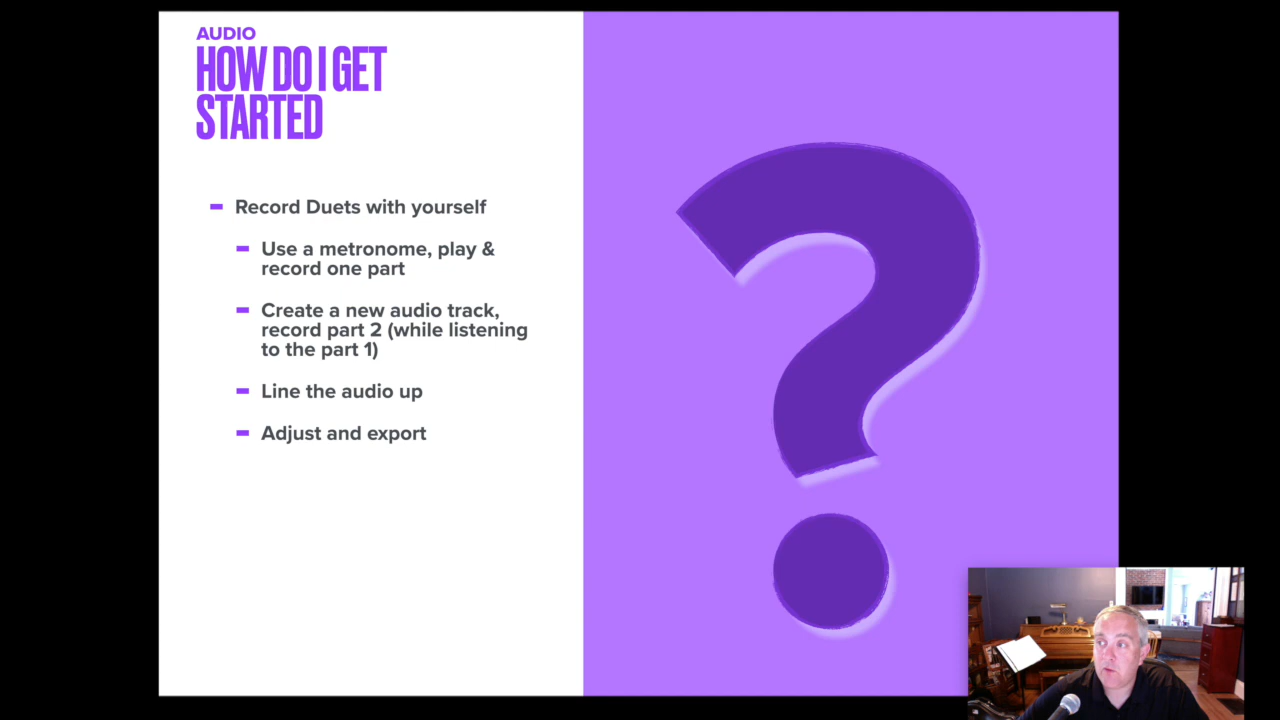 AUDIO
HOW DO I GET
STARTED
Record Duets with yourself
Use a metronome, play &
record one part
Create a new audio track,
record part 2 (while listening
to the part 1)
Line the audio up
Adjust and export